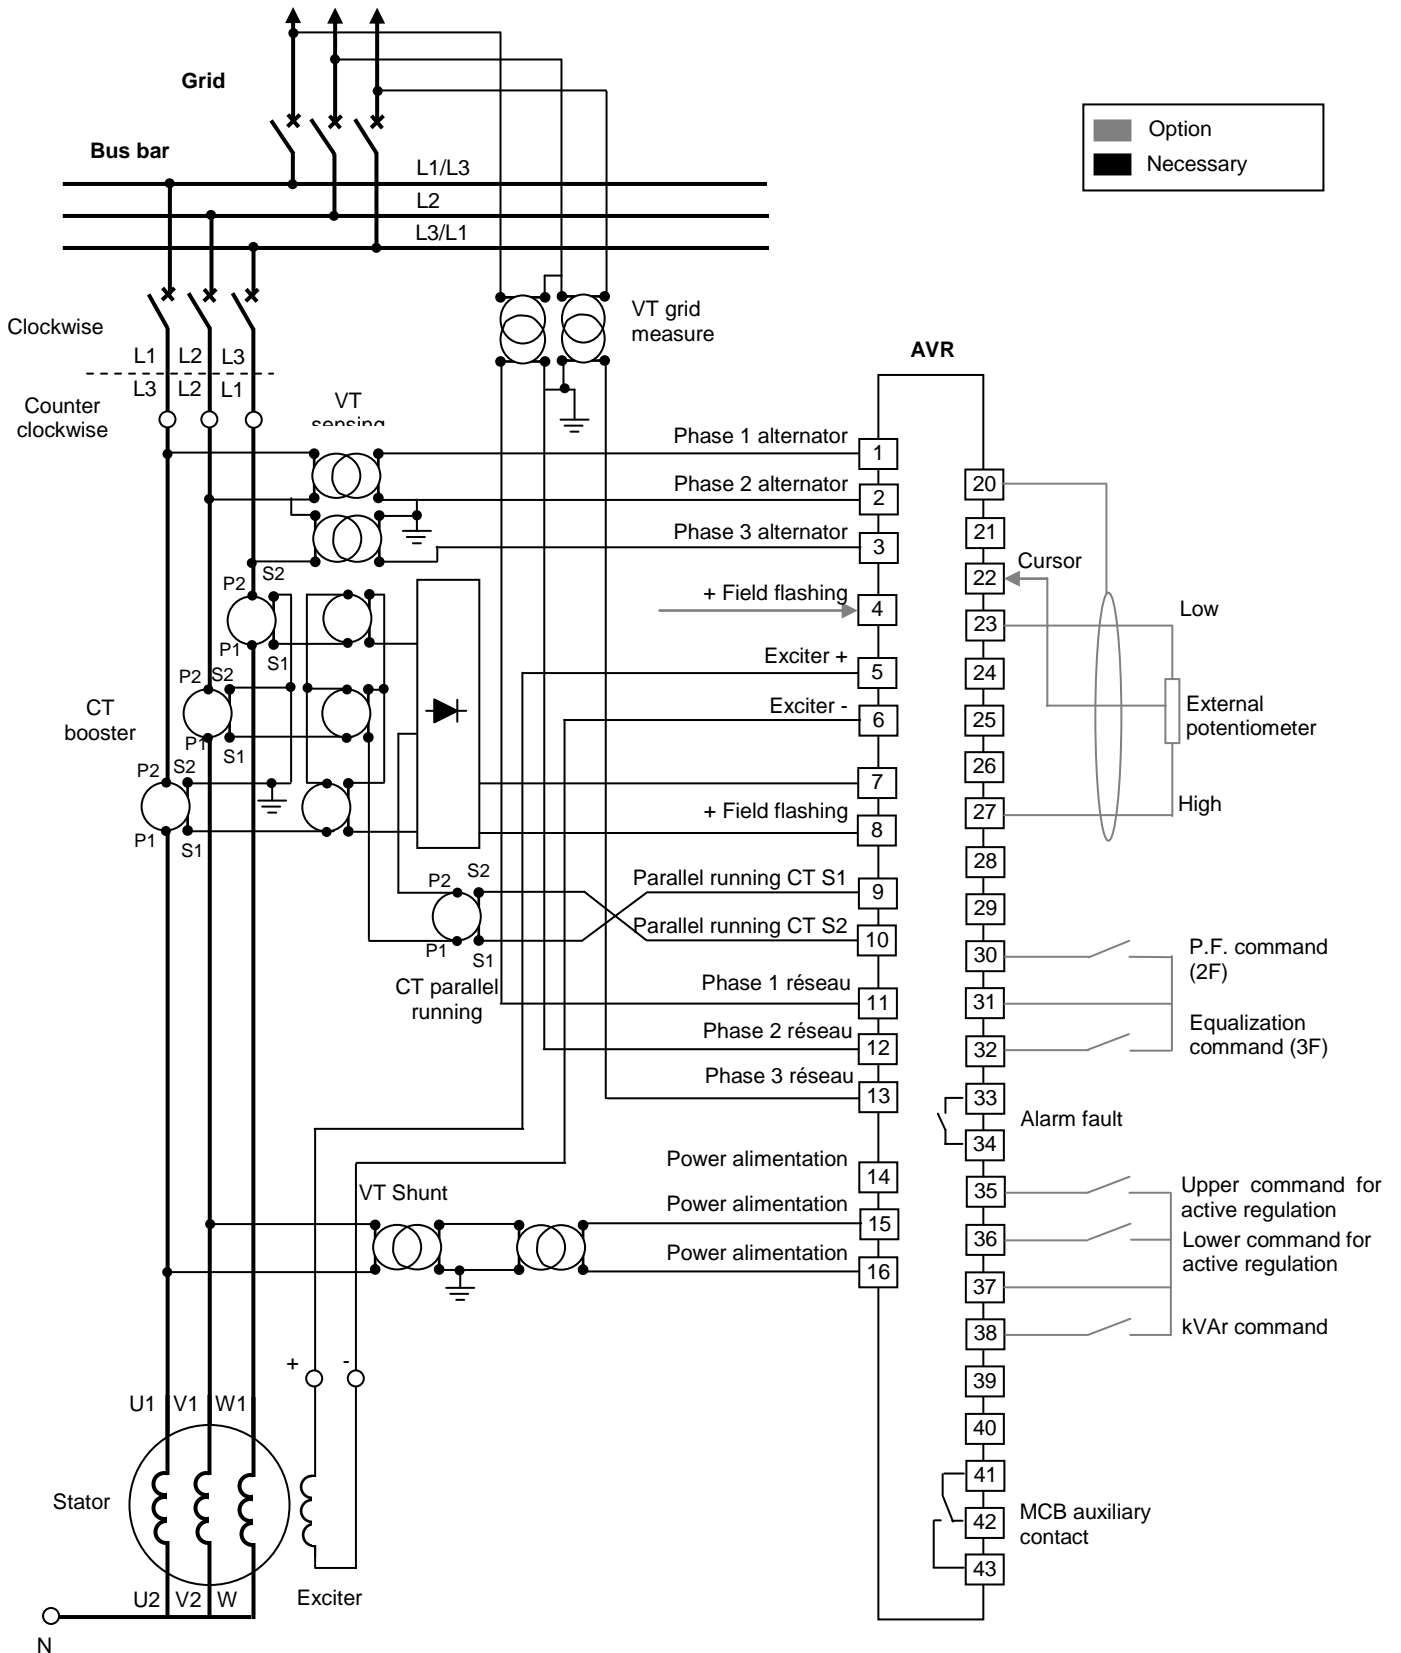 Grid
Bus bar
L1/L3
L2
L3/L1
Option
Necessary
Clockwise
L1 L2 L3
L3 L2 L1
Counter
clockwise
VT grid
measure
AVR
VT
sensing
Phase 1 alternator
1
Phase 2 alternator
2
Phase 3 alternator
3
+ Field flashing
4
Exciter +
5
Exciter -
6
7
+ Field flashing
8
Parallel running CT S1
9
Parallel running CT S2
10
Phase 1 réseau
11
Phase 2 réseau
12
Phase 3 réseau
13
Power alimentation
14
Power alimentation
15
Power alimentation
16
P2
S2
P1
S1
P2
S2
P1
S1
P2
S2
P1
S1
CT
booster
P2
S2
P1
S1
CT parallel
running
VT Shunt
20
21
22
Cursor
23
Low
24
External
potentiometer
25
26
27
High
28
29
30
P.F. command
(2F)
31
32
Equalization
command (3F)
33
Alarm fault
34
35
Upper command for
active regulation
36
Lower command for
active regulation
37
38
kVAr command
39
40
41
42
MCB auxiliary
contact
43
+
-
U1 V1 W1
Stator
U2 V2 W
Exciter
N